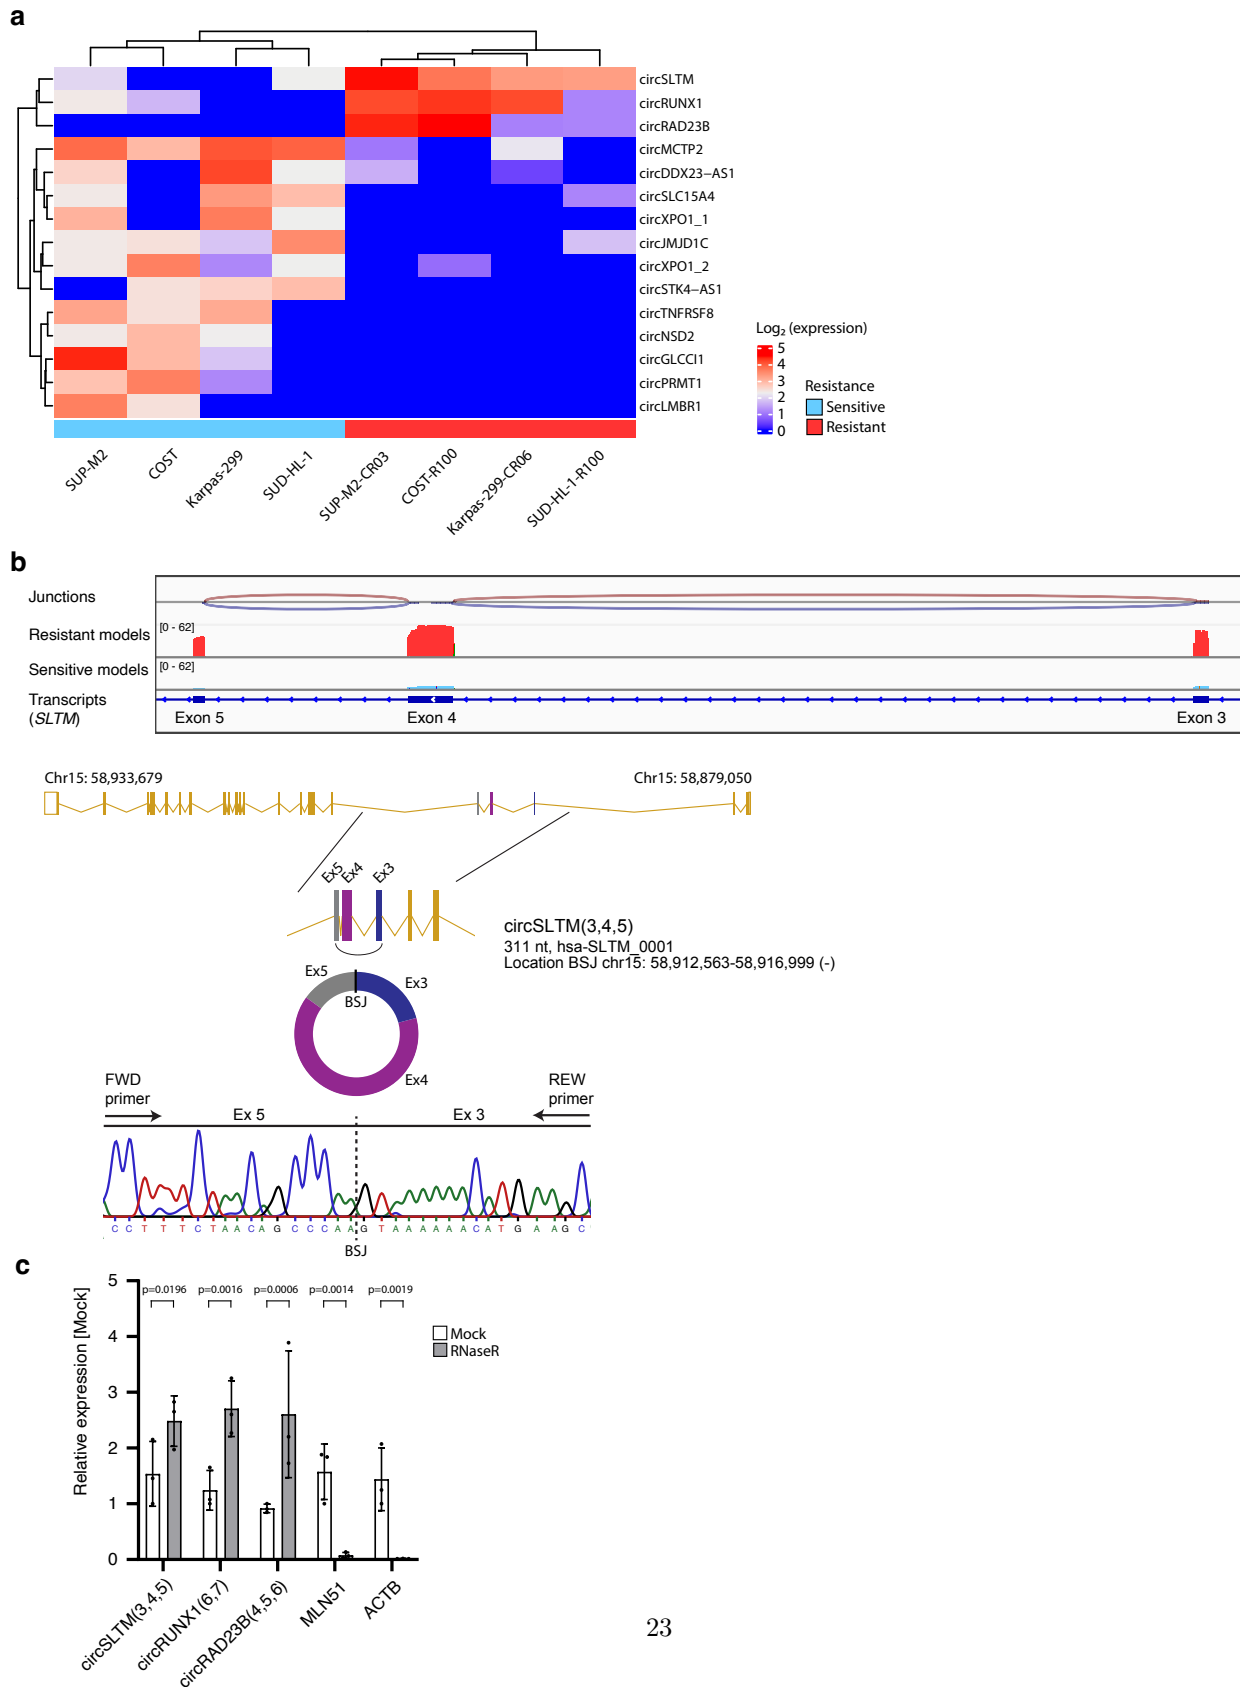 a
circSLTM
circRUNX1
circRAD23B
circMCTP2
circDDX23−AS1
circSLC15A4
circXPO1_1
circJMJD1C
circXPO1_2
circSTK4−AS1
circTNFRSF8
circNSD2
circGLCCI1
circPRMT1
circLMBR1
Log₂ (expression)
5
4
3
2
1
0
Resistance
Sensitive
Resistant
SUP-M2
COST
Karpas-299
SUD-HL-1
SUP-M2-CR03
COST-R100
Karpas-299-CR06
SUD-HL-1-R100
b
Junctions
Resistant models
[0 - 62]
Sensitive models
[0 - 62]
Transcripts
(SLTM)
Exon 5
Exon 4
Exon 3
Chr15: 58,933,679
Chr15: 58,879,050
Ex5
Ex4
Ex3
circSLTM(3,4,5)
311 nt, hsa-SLTM_0001
Location BSJ chr15: 58,912,563-58,916,999 (-)
Ex5
BSJ
Ex3
Ex4
FWD
primer
Ex 5
Ex 3
REW
primer
C C T T T C T A A C A G C C C A A G T A A A A A A C A T G A A G C
BSJ
c
Relative expression [Mock]
5
4
3
2
1
0
p=0.0196
p=0.0016
p=0.0006
p=0.0014
p=0.0019
Mock
RNaseR
circSLTM(3,4,5)
circRUNX1(6,7)
circRAD23B(4,5,6)
MLN51
ACTB
23